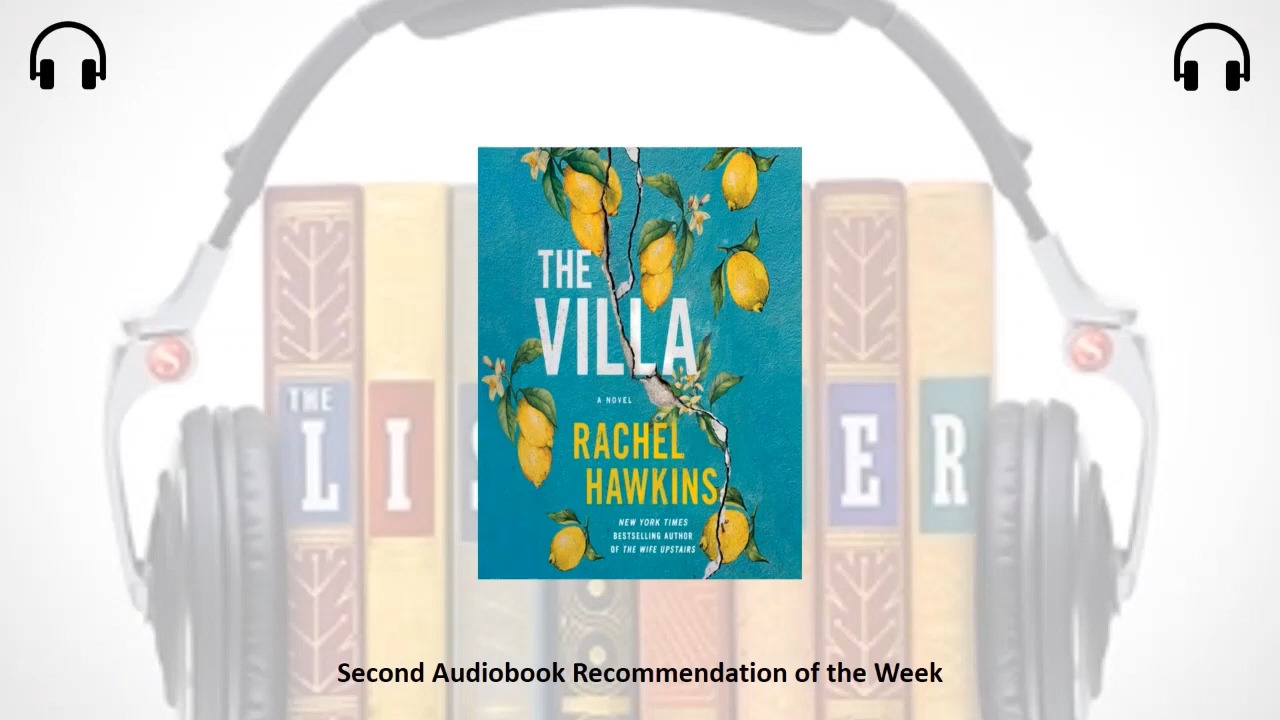 THE
VILLA
A NOVEL
RACHEL
HAWKINS
NEW YORK TIMES
BESTSELLING AUTHOR
OF THE WIFE UPSTAIRS
THE
L I S E R
S S
Second Audiobook Recommendation of the Week